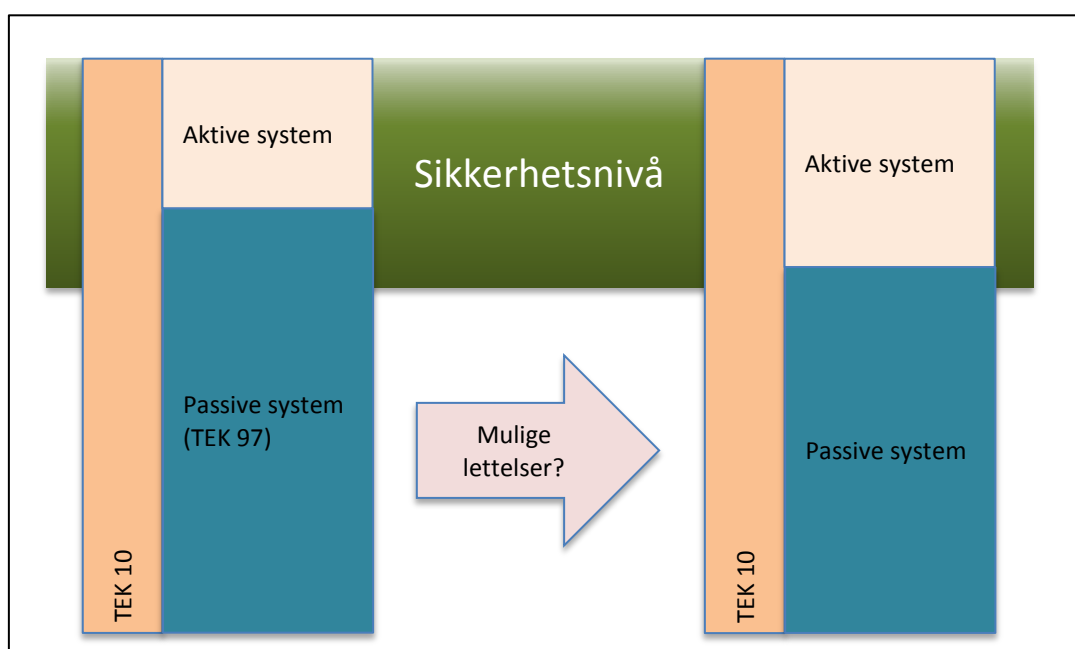 Aktive system
Passive system
(TEK 97)
TEK 10
Sikkerhetsnivå
Mulige
lettelser?
Aktive system
Passive system
TEK 10